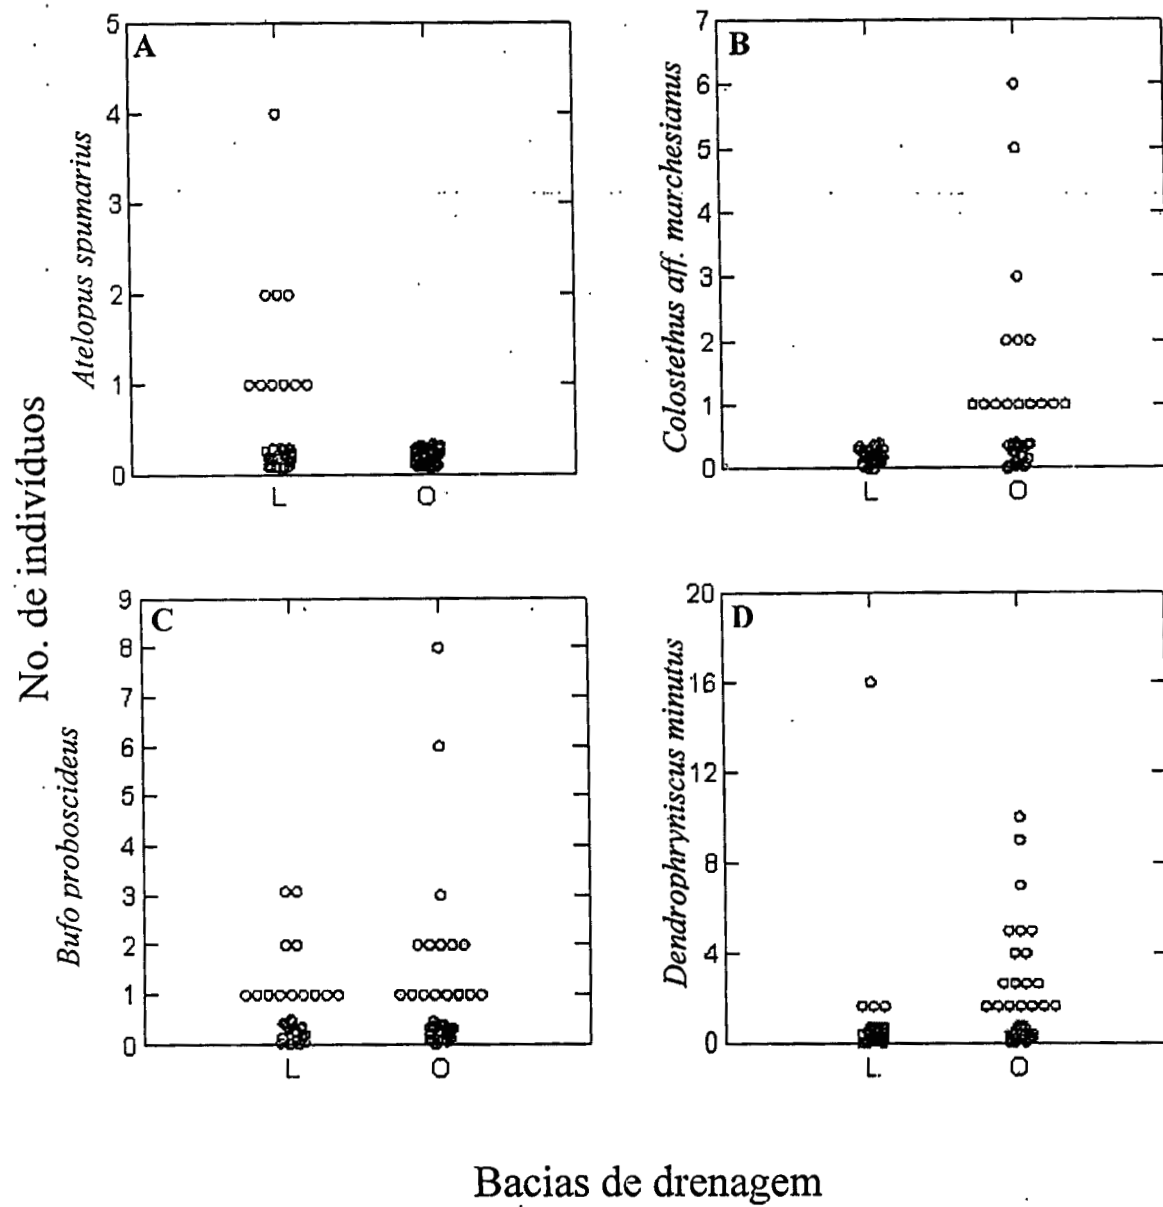 No. de indivíduos
A
Atelopus spumarius
5
4
3
2
1
0
L
O
B
Colostethus aff. marchesianus
7
6
5
4
3
2
1
0
L
O
C
Bufo proboscideus
9
8
7
6
5
4
3
2
1
0
L
O
D
Dendrophryniscus minutus
20
16
12
8
4
0
L
O
Bacias de drenagem